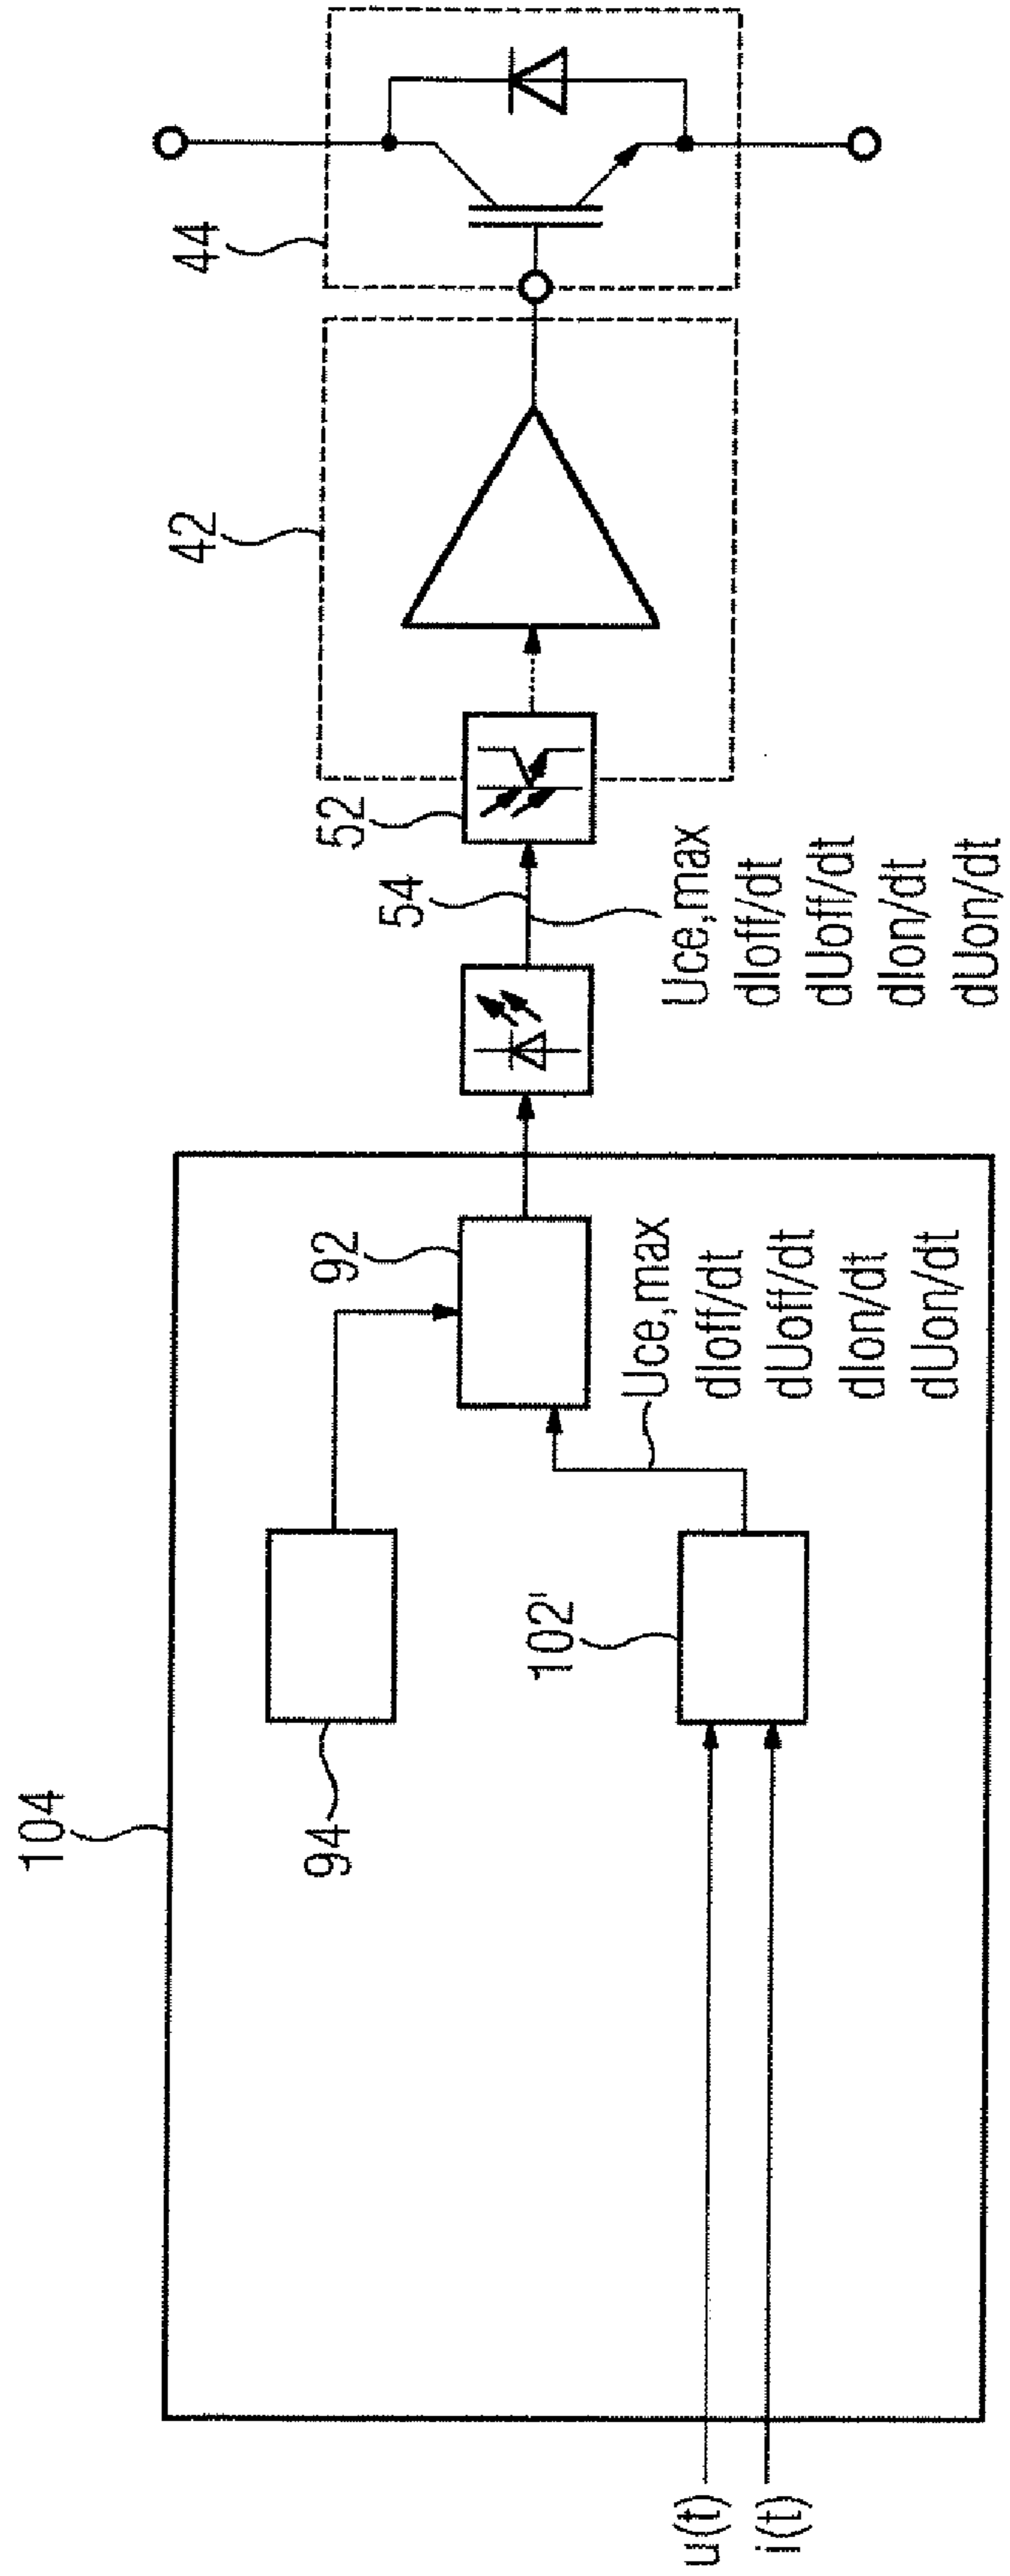 104
94
102'
92
Uce,max
dIoff/dt
dUoff/dt
dIon/dt
dUon/dt
u(t)
i(t)
54
52
Uce,max
dIoff/dt
dUoff/dt
dIon/dt
dUon/dt
42
44